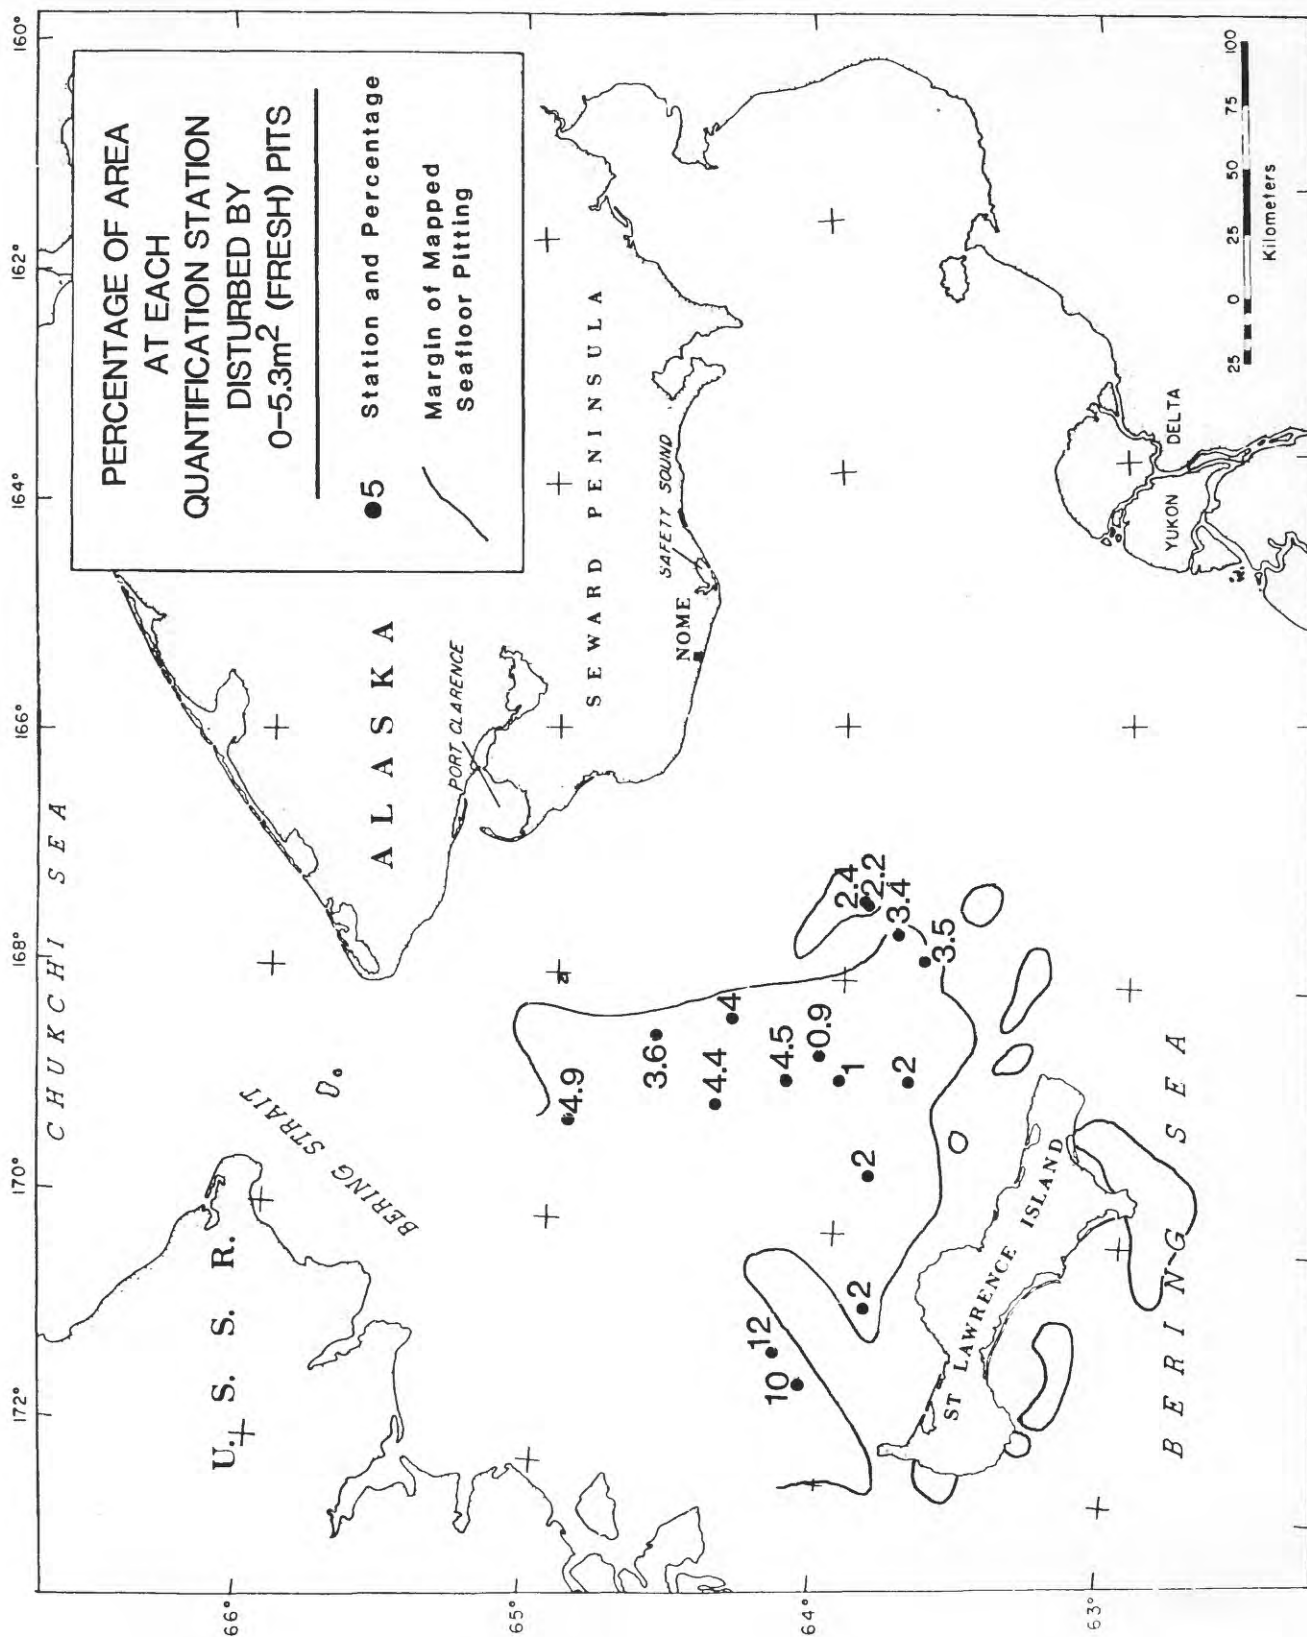 PERCENTAGE OF AREA
AT EACH
QUANTIFICATION STATION
DISTURBED BY
0–5.3m² (FRESH) PITS
●5 Station and Percentage
Margin of Mapped
Seafloor Pitting
160°
162°
164°
166°
168°
170°
172°
66°
65°
64°
63°
CHUKCHI SEA
BERING STRAIT
U. S. S. R.
ALASKA
PORT CLARENCE
SEWARD PENINSULA
SAFETY SOUND
NOME
YUKON DELTA
ST LAWRENCE ISLAND
BERING SEA
4.9
3.6
4
4.4
4.5
0.9
1
2
2
2
12
10
2.4
2.2
3.4
3.5
25 0 25 50 75 100
Kilometers